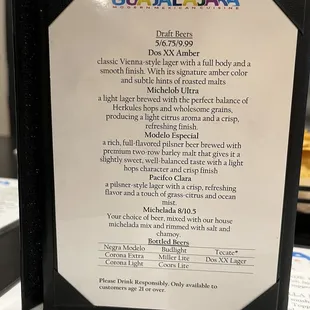 GUADALAJARA
MODERN MEXICAN CUISINE
Draft Beers
5/6.75/9.99
Dos XX Amber
classic Vienna-style lager with a full body and a
smooth finish. With its signature amber color
and subtle hints of roasted malts
Michelob Ultra
a light lager brewed with the perfect balance of
Herkules hops and wholesome grains,
producing a light citrus aroma and a crisp,
refreshing finish.
Modelo Especial
a rich, full-flavored pilsner beer brewed with
premium two-row barley malt that gives it a
slightly sweet, well-balanced taste with a light
hops character and crisp finish
Pacifco Clara
a pilsner-style lager with a crisp, refreshing
flavor and a touch of grass-citrus and ocean
mist.
Michelada 8/10.5
Your choice of beer, mixed with our house
michelada mix and rimmed with salt and
chamoy.
Bottled Beers
Negra Modelo Budlight Tecate*
Corona Extra Miller Lite Dos XX Lager
Corona Light Coors Lite
Please Drink Responsibly. Only available to
customers age 21 or over.